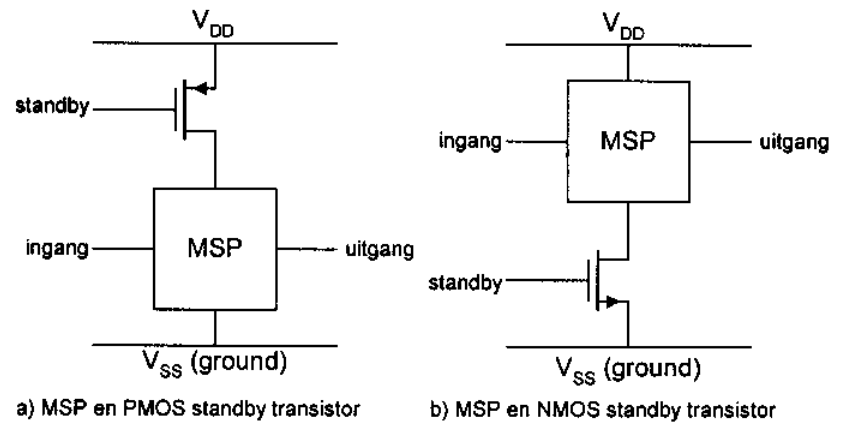 V_DD
standby
ingang
MSP
uitgang
V_SS (ground)
a) MSP en PMOS standby transistor
V_DD
ingang
MSP
uitgang
standby
V_SS (ground)
b) MSP en NMOS standby transistor